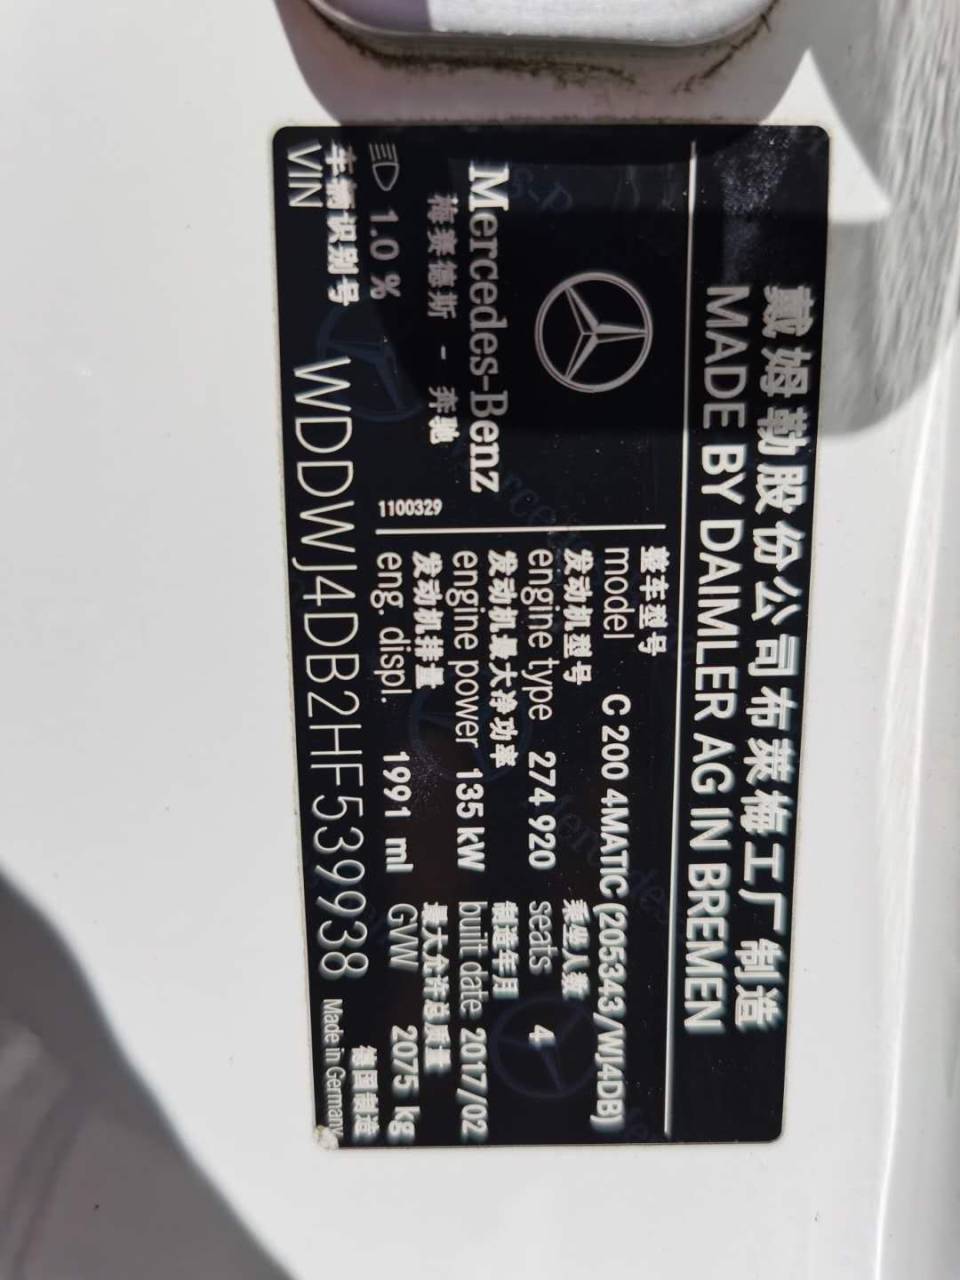 戴姆勒股份公司布莱梅工厂制造
MADE BY DAIMLER AG IN BREMEN
Mercedes-Benz
梅赛德斯 - 奔驰
1.0 %
1100329
整车型号
model C 200 4MATIC (205343/WJ4DB)
发动机型号 乘坐人数
engine type 274 920 seats 4
发动机最大净功率 制造年月
engine power 135 kW built date 2017/02
发动机排量 最大允许总质量
eng. displ. 1991 ml GW 2075 kg
车辆识别号 德国制造
VIN WDDWJ4DB2HF539938 Made in Germany